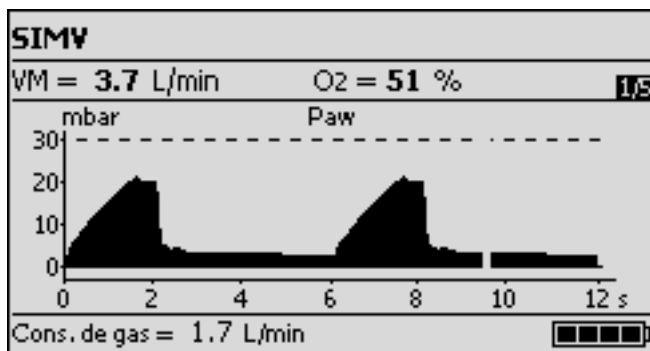 SIMV
VM = 3.7 L/min O2 = 51 %
1/5
mbar Paw
30
20
10
0
0 2 4 6 8 10 12 s
Cons. de gas = 1.7 L/min